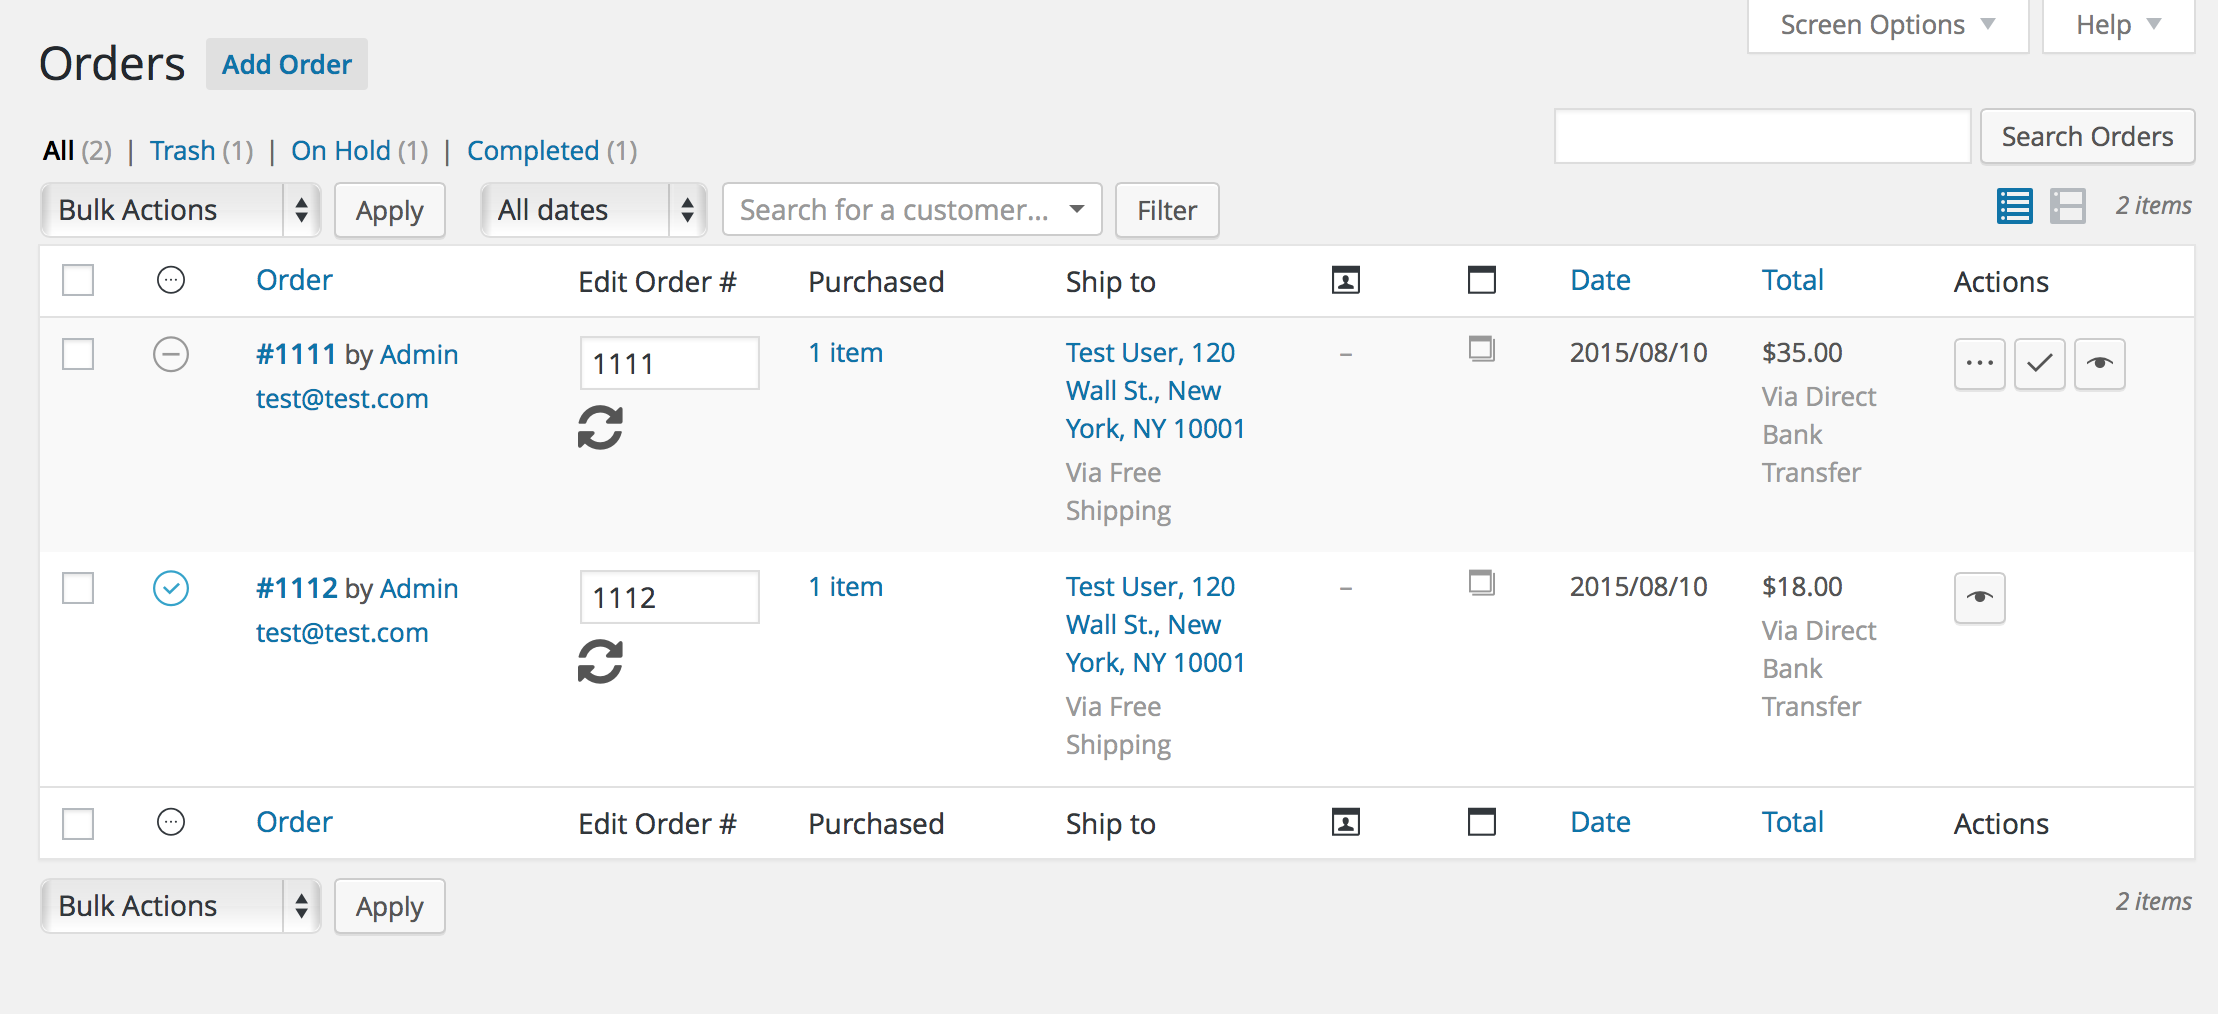 Screen Options Help
Orders Add Order
Search Orders
All (2) | Trash (1) | On Hold (1) | Completed (1)
Bulk Actions Apply All dates Search for a customer... Filter 2 items
Order Edit Order # Purchased Ship to Date Total Actions
#1111 by Admin 1111 1 item Test User, 120 – 2015/08/10 $35.00
test@test.com Wall St., New Via Direct
York, NY 10001 Bank
Via Free Transfer
Shipping
#1112 by Admin 1112 1 item Test User, 120 – 2015/08/10 $18.00
test@test.com Wall St., New Via Direct
York, NY 10001 Bank
Via Free Transfer
Shipping
Order Edit Order # Purchased Ship to Date Total Actions
Bulk Actions Apply 2 items